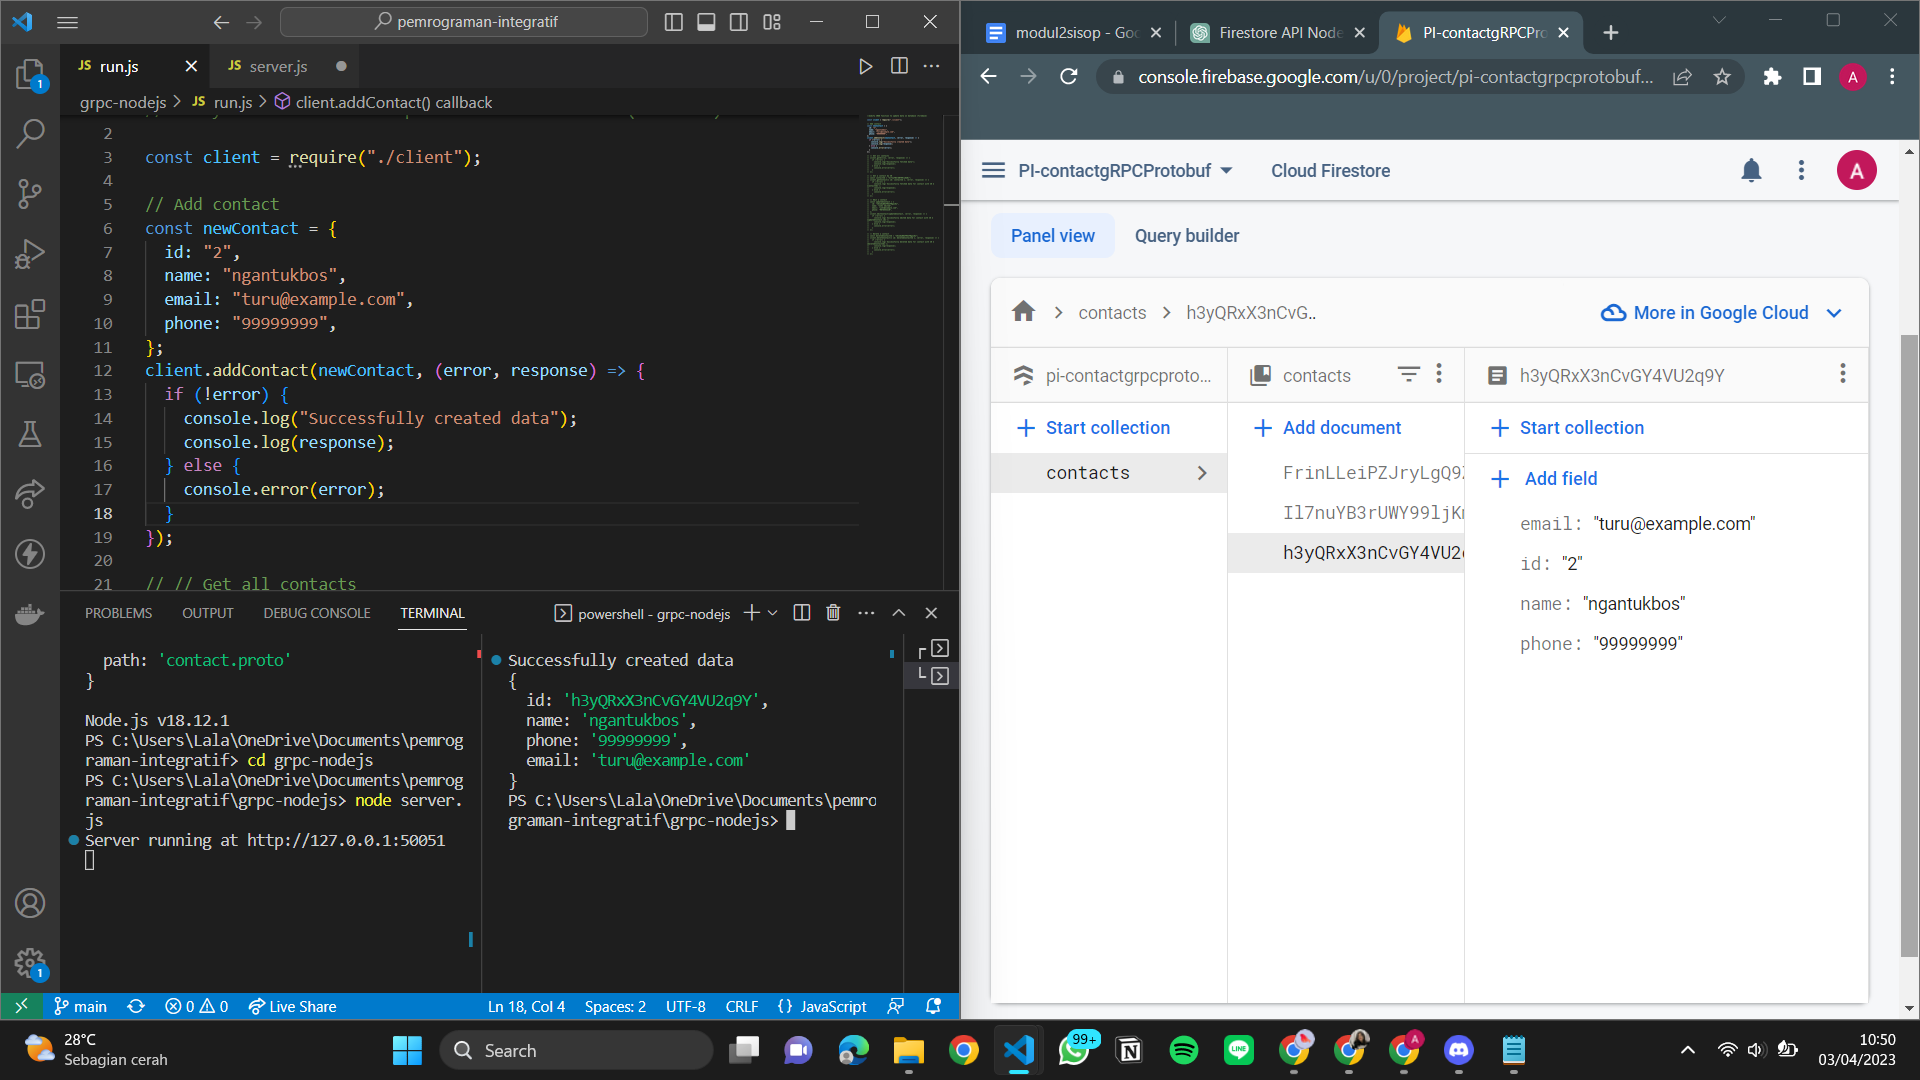 pemrograman-integratif
JS run.js
JS server.js
grpc-nodejs > JS run.js > client.addContact() callback
2
3 const client = require("./client");
4
5 // Add contact
6 const newContact = {
7 id: "2",
8 name: "ngantukbos",
9 email: "turu@example.com",
10 phone: "99999999",
11 };
12 client.addContact(newContact, (error, response) => {
13 if (!error) {
14 console.log("Successfully created data");
15 console.log(response);
16 } else {
17 console.error(error);
18 }
19 });
20
21 // // Get all contacts
PROBLEMS OUTPUT DEBUG CONSOLE TERMINAL
powershell - grpc-nodejs
path: 'contact.proto'
}
Node.js v18.12.1
PS C:\Users\Lala\OneDrive\Documents\pemrog
raman-integratif> cd grpc-nodejs
PS C:\Users\Lala\OneDrive\Documents\pemrog
raman-integratif\grpc-nodejs> node server.
js
Server running at http://127.0.0.1:50051
Successfully created data
{
id: 'h3yQRxX3nCvGY4VU2q9Y',
name: 'ngantukbos',
phone: '99999999',
email: 'turu@example.com'
}
PS C:\Users\Lala\OneDrive\Documents\pemro
graman-integratif\grpc-nodejs>
1
1
main 0 0 Live Share Ln 18, Col 4 Spaces: 2 UTF-8 CRLF {} JavaScript
modul2sisop - Goo
Firestore API Node
PI-contactgRPCPro
console.firebase.google.com/u/0/project/pi-contactgrpcprotobuf...
A
PI-contactgRPCProtobuf
Cloud Firestore
A
Panel view
Query builder
contacts > h3yQRxX3nCvG..
More in Google Cloud
pi-contactgrpcproto...
contacts
h3yQRxX3nCvGY4VU2q9Y
Start collection
Add document
Start collection
contacts
FrinLLeiPZJryLgQ9
Il7nuYB3rUWY99ljK
h3yQRxX3nCvGY4VU2
Add field
email: "turu@example.com"
id: "2"
name: "ngantukbos"
phone: "99999999"
28°C
Sebagian cerah
Search
99+
A
10:50
03/04/2023